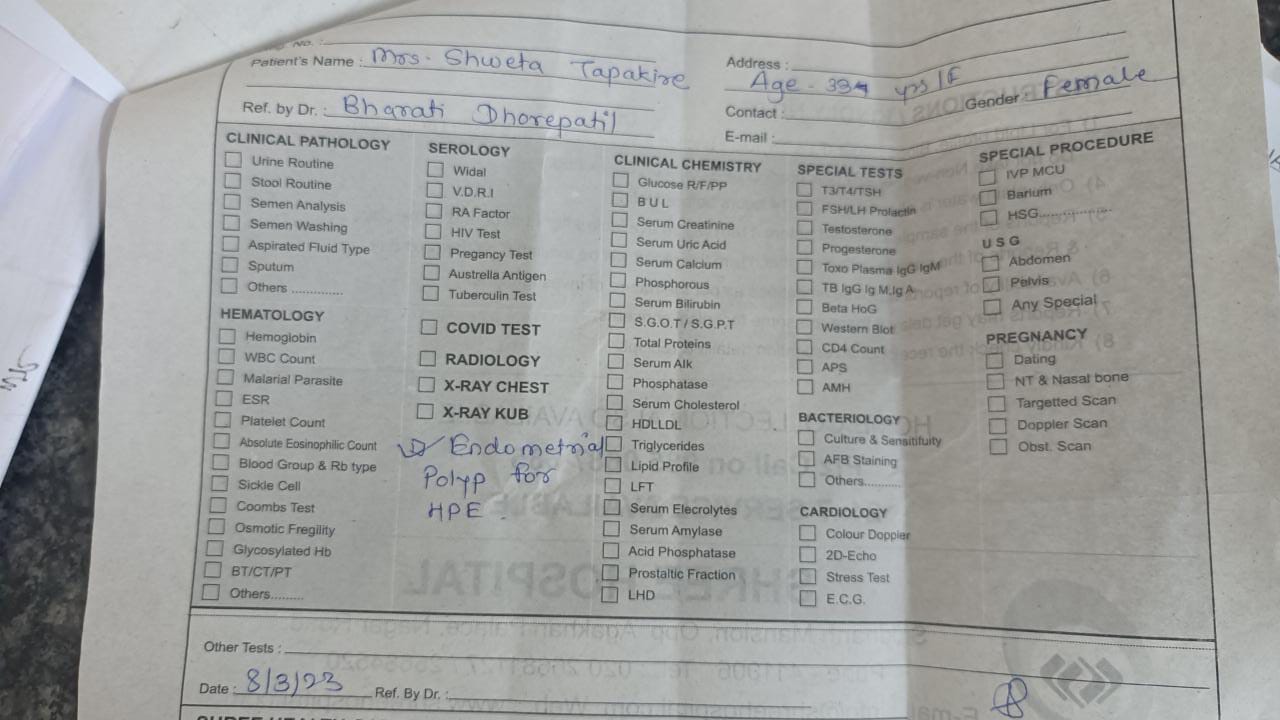 No. :
Patient's Name : Mrs. Shweta Tapakire
Address :
Age - 39 yrs / F
Ref. by Dr. : Bharati Dhorepatil
Contact :
Gender : Female
E-mail :
CLINICAL PATHOLOGY
Urine Routine
Stool Routine
Semen Analysis
Semen Washing
Aspirated Fluid Type
Sputum
Others ..............
HEMATOLOGY
Hemoglobin
WBC Count
Malarial Parasite
ESR
Platelet Count
Absolute Eosinophilic Count
Blood Group & Rb type
Sickle Cell
Coombs Test
Osmotic Fregility
Glycosylated Hb
BT/CT/PT
Others.........
SEROLOGY
Widal
V.D.R.I
RA Factor
HIV Test
Pregancy Test
Austrella Antigen
Tuberculin Test
COVID TEST
RADIOLOGY
X-RAY CHEST
X-RAY KUB
Endometrial
Polyp for
HPE.
CLINICAL CHEMISTRY
Glucose R/F/PP
B U L
Serum Creatinine
Serum Uric Acid
Serum Calcium
Phosphorous
Serum Bilirubin
S.G.O.T / S.G.P.T
Total Proteins
Serum Alk
Phosphatase
Serum Cholesterol
HDLLDL
Triglycerides
Lipid Profile
LFT
Serum Elecrolytes
Serum Amylase
Acid Phosphatase
Prostaltic Fraction
LHD
SPECIAL TESTS
T3/T4/TSH
FSH/LH Prolactin
Testosterone
Progesterone
Toxo Plasma IgG IgM
TB IgG Ig M,Ig A
Beta HoG
Western Blot
CD4 Count
APS
AMH
BACTERIOLOGY
Culture & Sensitifuity
AFB Staining
Others..........
CARDIOLOGY
Colour Doppler
2D-Echo
Stress Test
E.C.G.
SPECIAL PROCEDURE
IVP MCU
Barium
HSG..................
U S G
Abdomen
Pelvis
Any Special
PREGNANCY
Dating
NT & Nasal bone
Targetted Scan
Doppler Scan
Obst. Scan
Other Tests :
Date : 8/3/23 Ref. By Dr. :